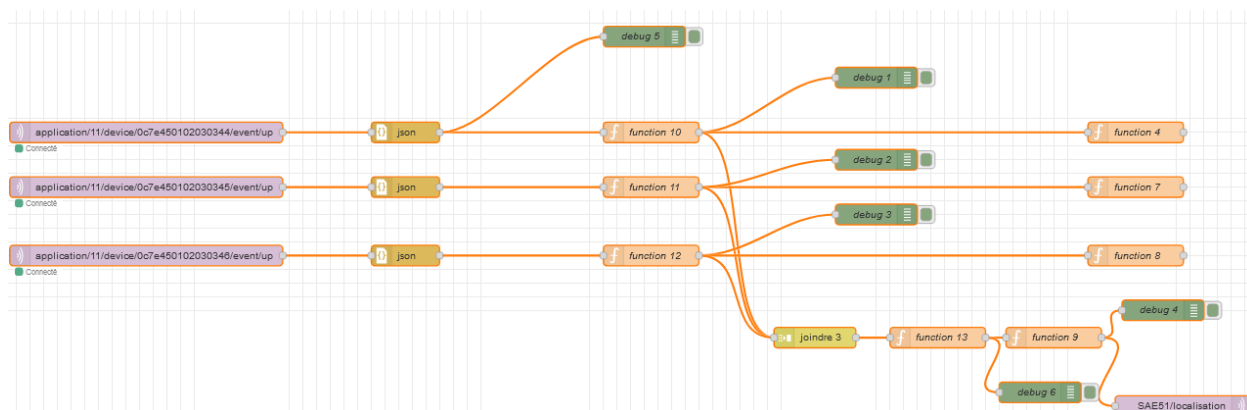 debug 5
debug 1
application/11/device/0c7e450102030344/event/up
json
function 10
function 4
Connecté
debug 2
application/11/device/0c7e450102030345/event/up
json
function 11
function 7
Connecté
debug 3
application/11/device/0c7e450102030346/event/up
json
function 12
function 8
Connecté
debug 4
joindre 3
function 13
function 9
debug 6
SAE51/localisation